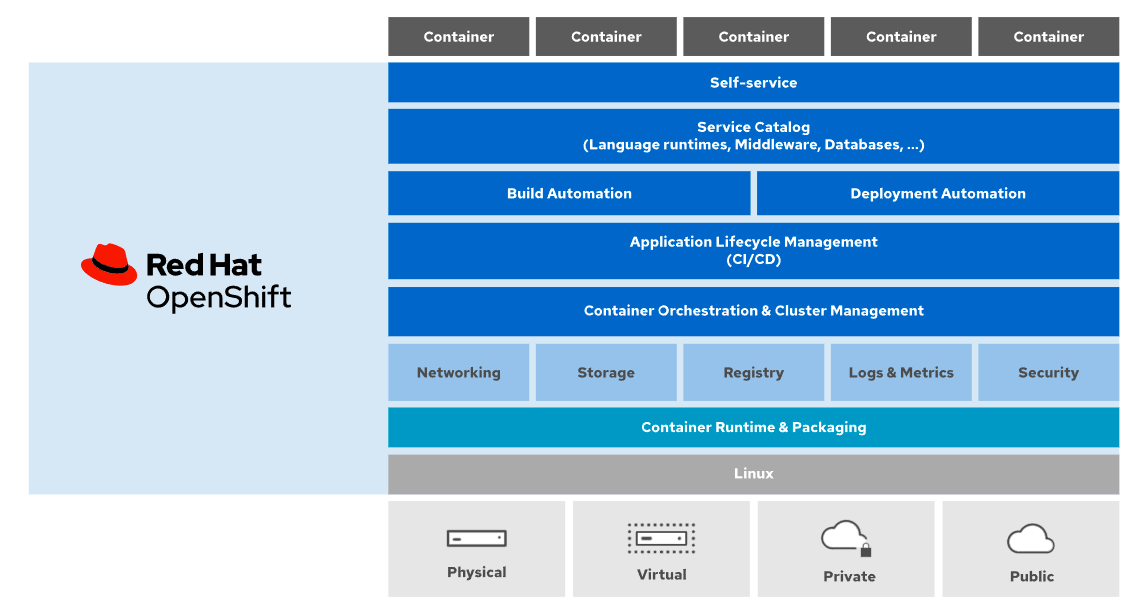 Container
Container
Container
Container
Container
Self-service
Service Catalog
(Language runtimes, Middleware, Databases, ...)
Build Automation
Deployment Automation
Application Lifecycle Management
(CI/CD)
Red Hat
OpenShift
Container Orchestration & Cluster Management
Networking
Storage
Registry
Logs & Metrics
Security
Container Runtime & Packaging
Linux
Physical
Virtual
Private
Public